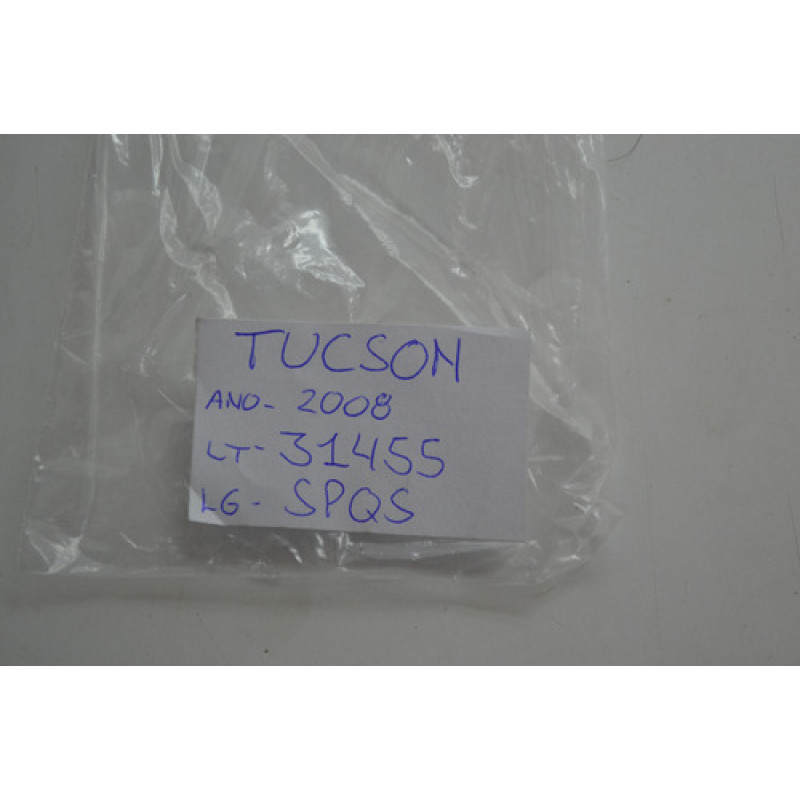 TUCSON
ANO- 2008
LT- 31455
LG- SPQS